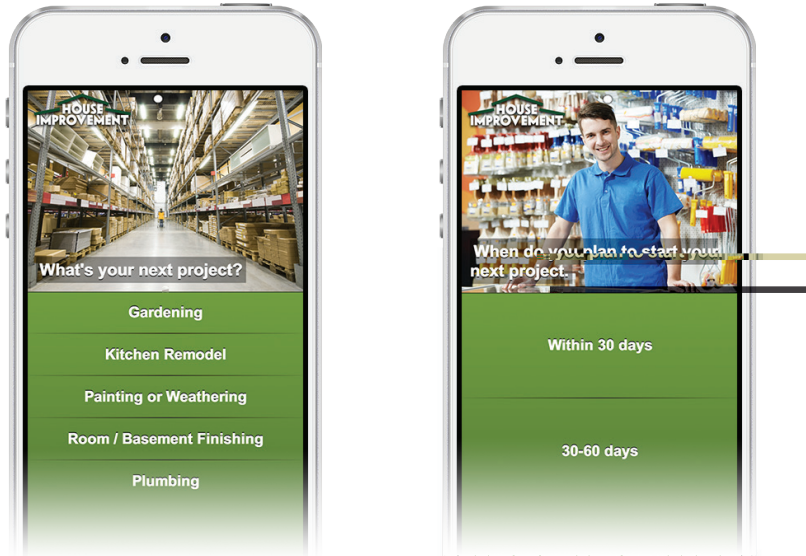 HOUSE
IMPROVEMENT
What's your next project?
Gardening
Kitchen Remodel
Painting or Weathering
Room / Basement Finishing
Plumbing
HOUSE
IMPROVEMENT
When do you plan to start your
next project.
Within 30 days
30-60 days